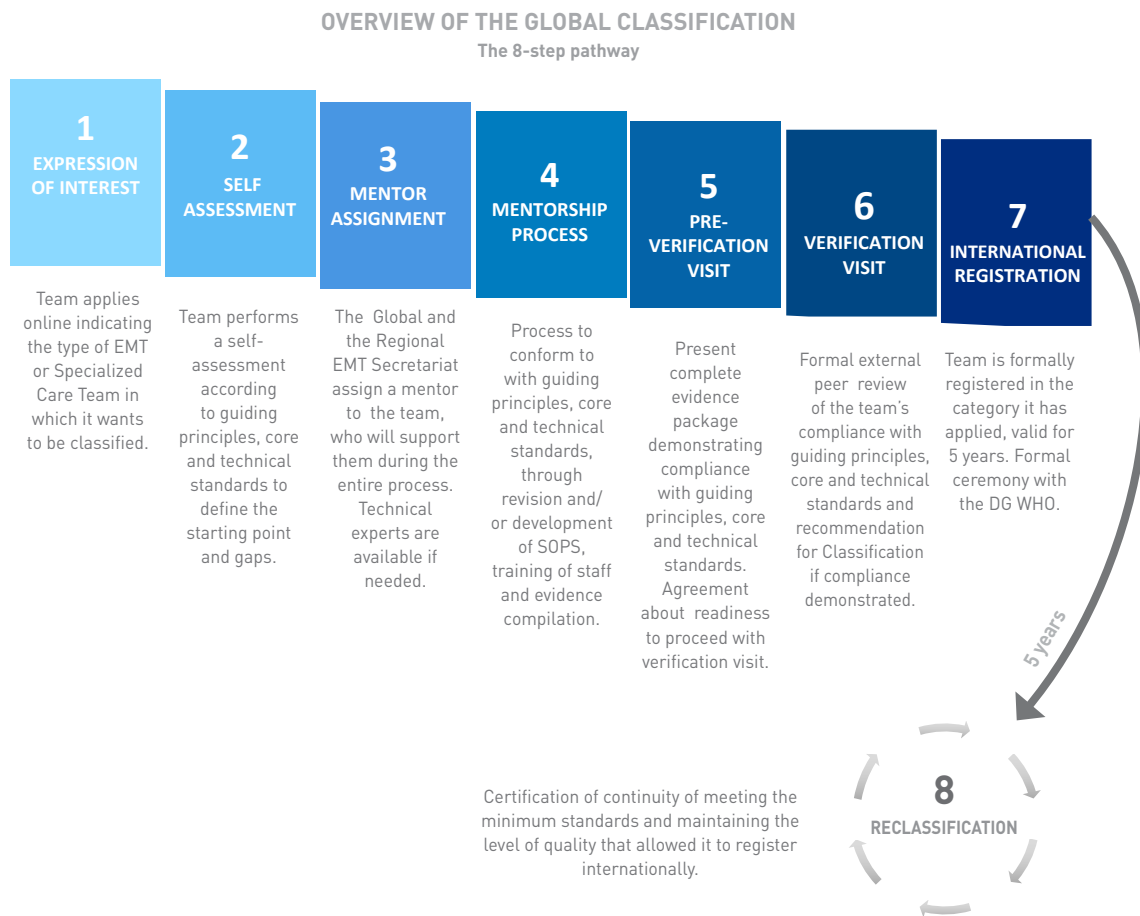 OVERVIEW OF THE GLOBAL CLASSIFICATION
The 8-step pathway
1
EXPRESSION
OF INTEREST
Team applies
online indicating
the type of EMT
or Specialized
Care Team in
which it wants
to be classified.
2
SELF
ASSESSMENT
Team performs
a self-
assessment
according
to guiding
principles, core
and technical
standards to
define the
starting point
and gaps.
3
MENTOR
ASSIGNMENT
The Global and
the Regional
EMT Secretariat
assign a mentor
to the team,
who will support
them during the
entire process.
Technical
experts are
available if
needed.
4
MENTORSHIP
PROCESS
Process to
conform to
with guiding
principles, core
and technical
standards,
through
revision and/
or development
of SOPS,
training of staff
and evidence
compilation.
5
PRE-
VERIFICATION
VISIT
Present
complete
evidence
package
demonstrating
compliance
with guiding
principles, core
and technical
standards.
Agreement
about readiness
to proceed with
verification visit.
6
VERIFICATION
VISIT
Formal external
peer review
of the team's
compliance with
guiding principles,
core and technical
standards and
recommendation
for Classification
if compliance
demonstrated.
7
INTERNATIONAL
REGISTRATION
Team is formally
registered in the
category it has
applied, valid for
5 years. Formal
ceremony with
the DG WHO.
5 years
8
RECLASSIFICATION
Certification of continuity of meeting the
minimum standards and maintaining the
level of quality that allowed it to register
internationally.